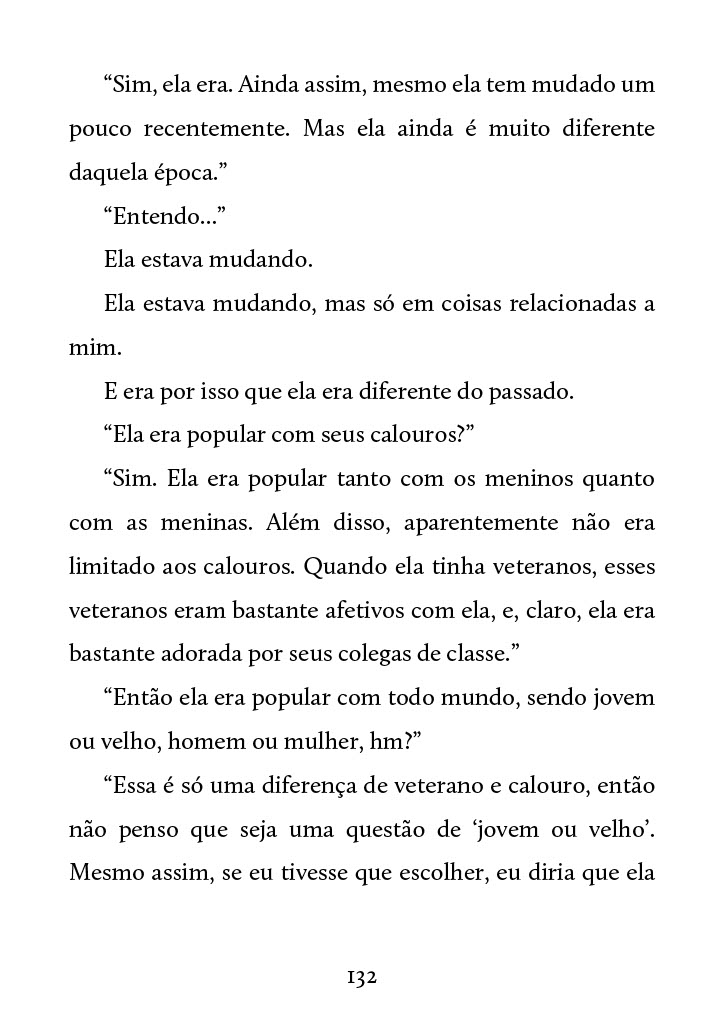 “Sim, ela era. Ainda assim, mesmo ela tem mudado um
pouco recentemente. Mas ela ainda é muito diferente
daquela época.”
“Entendo...”
Ela estava mudando.
Ela estava mudando, mas só em coisas relacionadas a
mim.
E era por isso que ela era diferente do passado.
“Ela era popular com seus calouros?”
“Sim. Ela era popular tanto com os meninos quanto
com as meninas. Além disso, aparentemente não era
limitado aos calouros. Quando ela tinha veteranos, esses
veteranos eram bastante afetivos com ela, e, claro, ela era
bastante adorada por seus colegas de classe.”
“Então ela era popular com todo mundo, sendo jovem
ou velho, homem ou mulher, hm?”
“Essa é só uma diferença de veterano e calouro, então
não penso que seja uma questão de ‘jovem ou velho’.
Mesmo assim, se eu tivesse que escolher, eu diria que ela
132